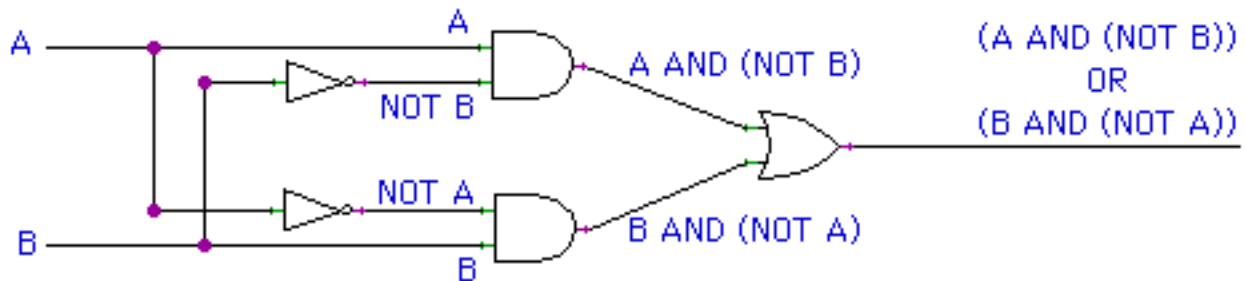 A
A
NOT B
A AND (NOT B)
(A AND (NOT B))
OR
(B AND (NOT A))
NOT A
B
B
B AND (NOT A)